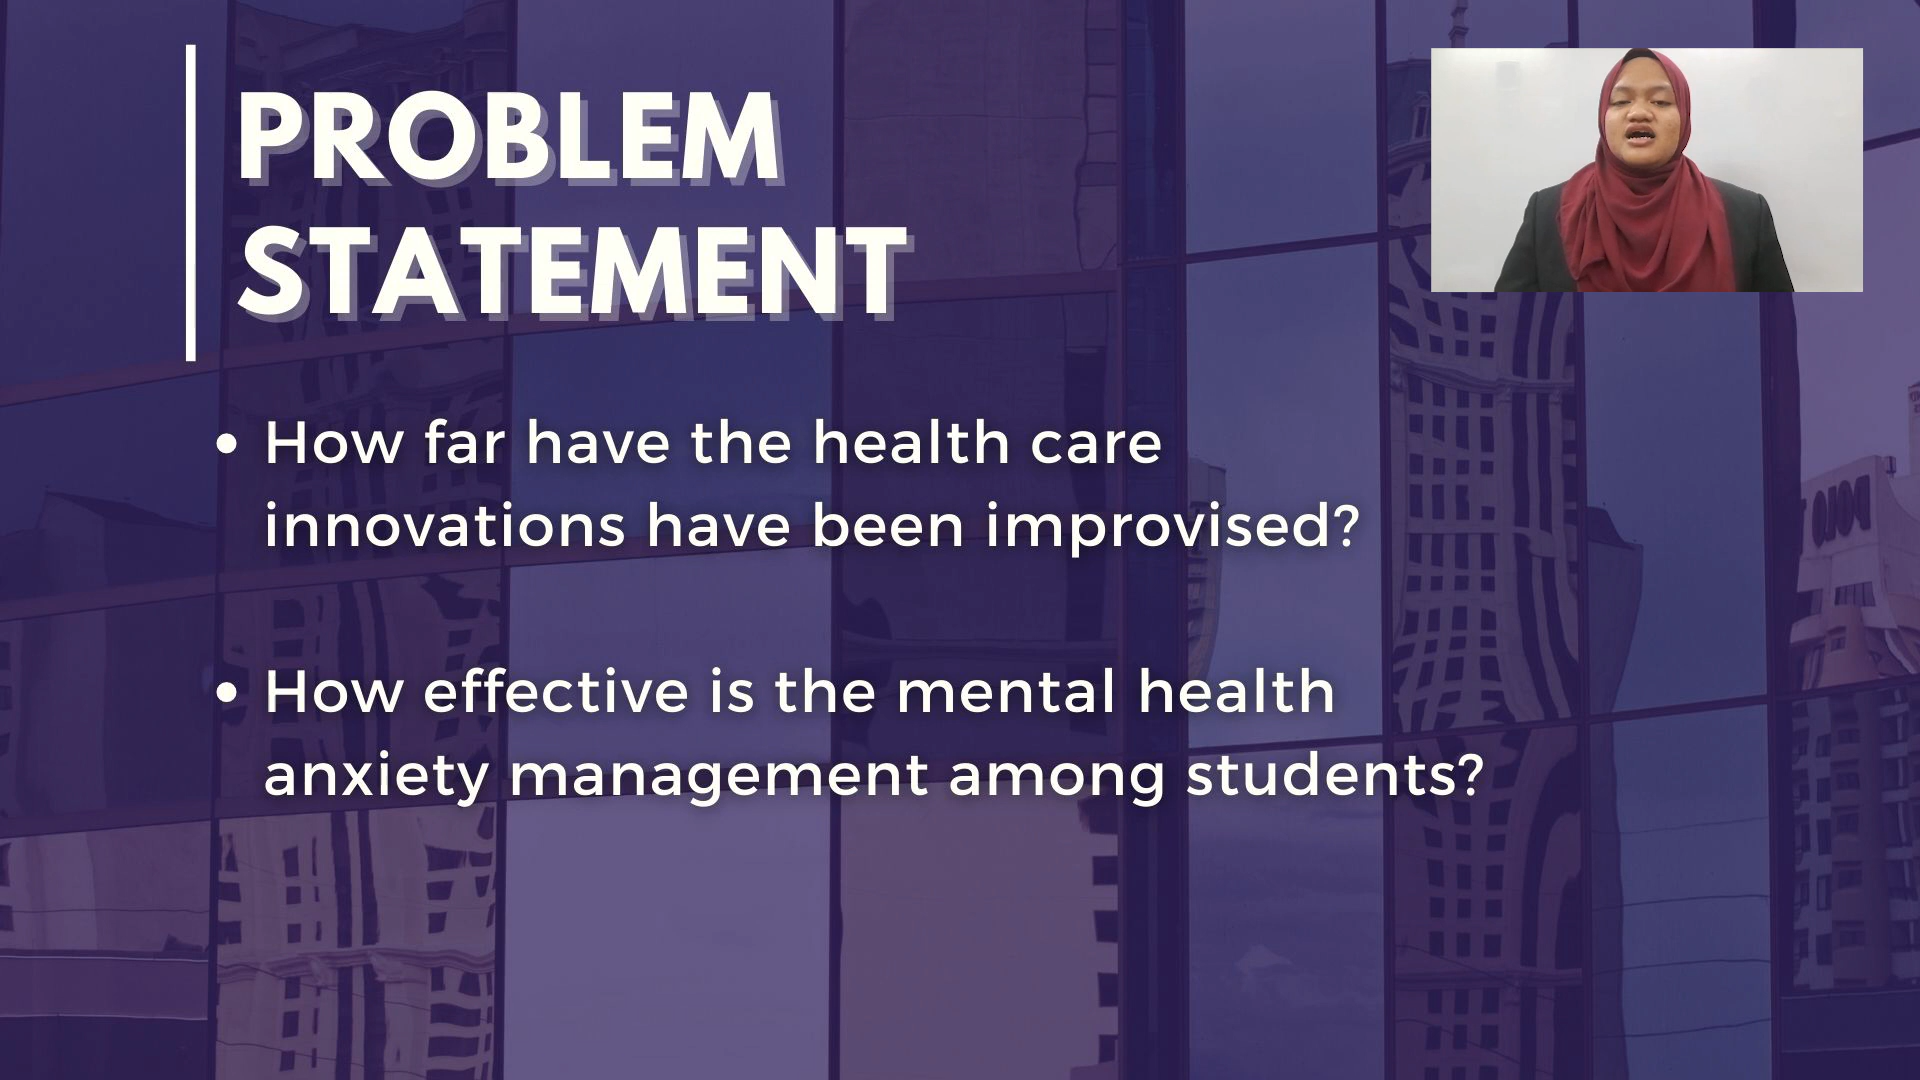 PROBLEM
STATEMENT
• How far have the health care
innovations have been improvised?
• How effective is the mental health
anxiety management among students?